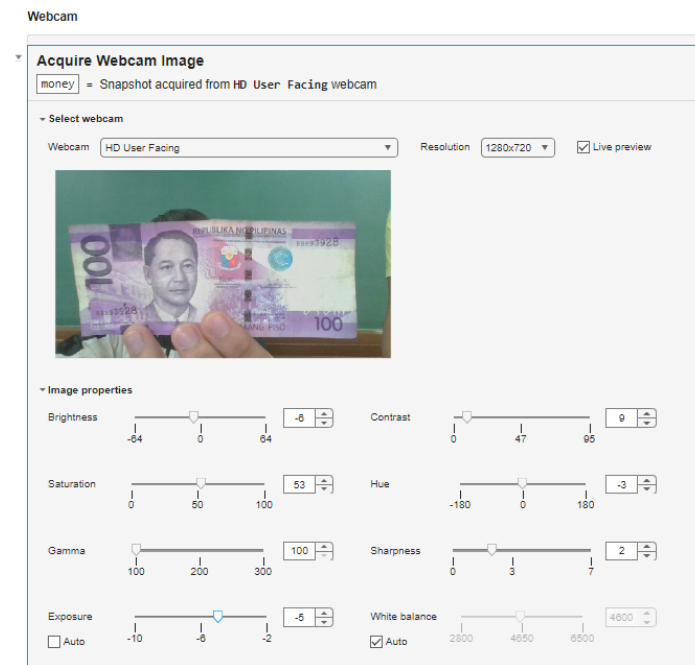 Webcam
Acquire Webcam Image
money = Snapshot acquired from HD User Facing webcam
Select webcam
Webcam HD User Facing Resolution 1280x720 Live preview
REPUBLIKA NG PILIPINAS
100
PISO 100
Image properties
Brightness -6 Contrast 9
-64 0 64 0 47 95
Saturation 53 Hue -3
0 50 100 -180 0 180
Gamma 100 Sharpness 2
100 200 300 0 3 7
Exposure -5 White balance 4600
Auto -10 -6 -2 Auto 2800 4650 6500